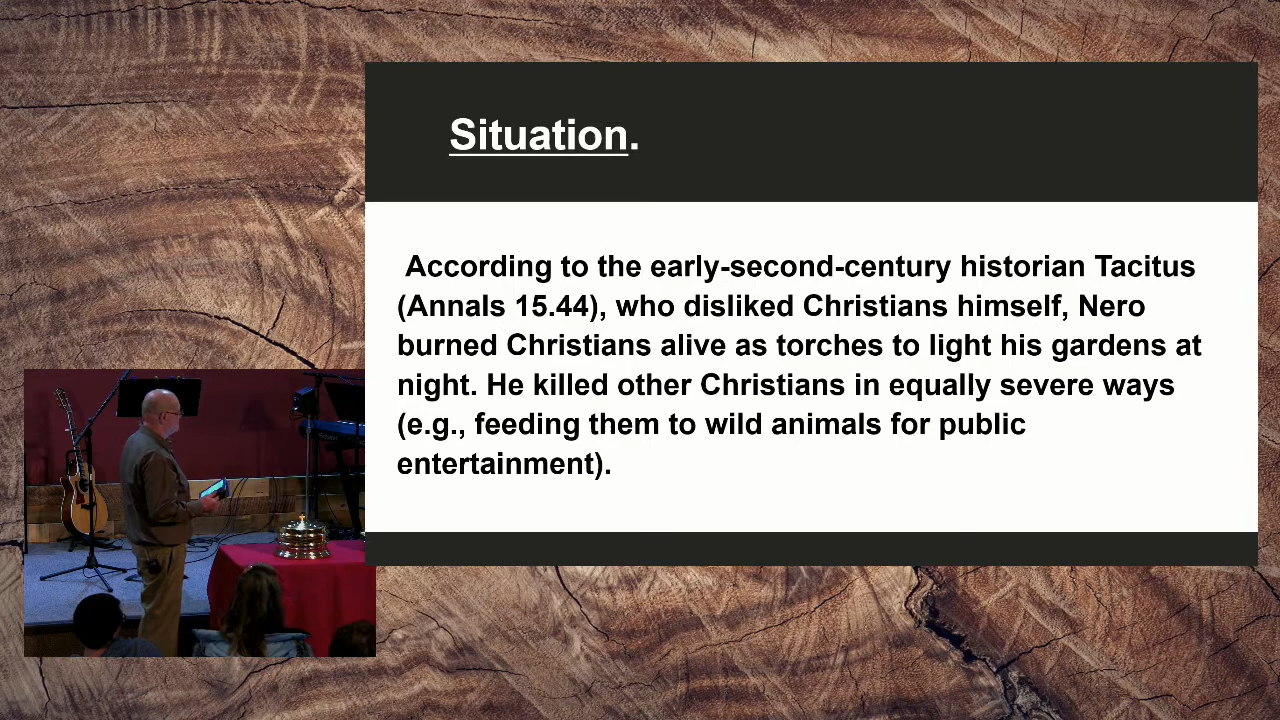 Situation.
According to the early-second-century historian Tacitus
(Annals 15.44), who disliked Christians himself, Nero
burned Christians alive as torches to light his gardens at
night. He killed other Christians in equally severe ways
(e.g., feeding them to wild animals for public
entertainment).